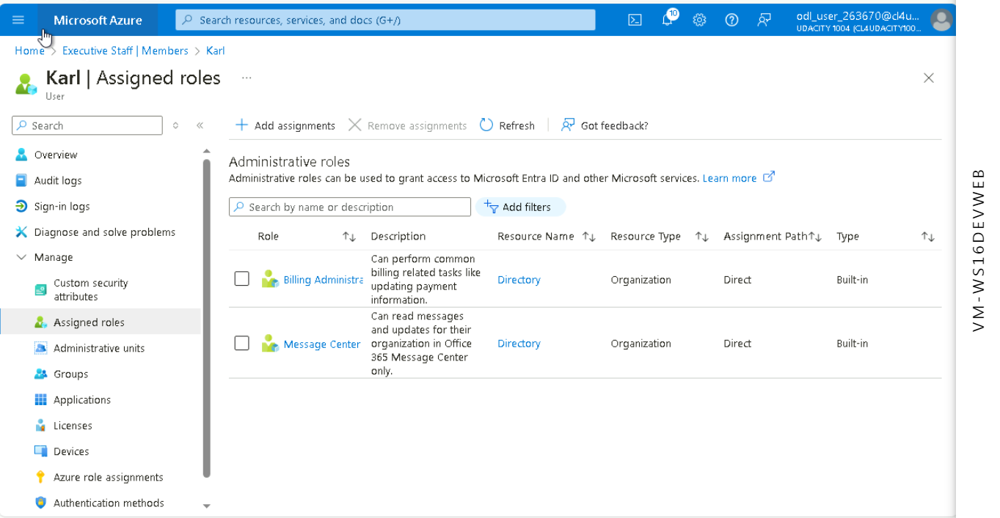 Microsoft Azure
Search resources, services, and docs (G+/)
10
odl_user_263670@cl4u...
UDACITY 1004 (CL4UDACITY100...
Home > Executive Staff | Members > Karl
Karl | Assigned roles ...
User
Search
Overview
Audit logs
Sign-in logs
Diagnose and solve problems
Manage
Custom security
attributes
Assigned roles
Administrative units
Groups
Applications
Licenses
Devices
Azure role assignments
Authentication methods
Add assignments
Remove assignments
Refresh
Got feedback?
Administrative roles
Administrative roles can be used to grant access to Microsoft Entra ID and other Microsoft services. Learn more
Search by name or description
Add filters
Role
Description
Resource Name
Resource Type
Assignment Path
Type
Billing Administra
Can perform common
billing related tasks like
updating payment
information.
Directory
Organization
Direct
Built-in
Message Center
Can read messages
and updates for their
organization in Office
365 Message Center
only.
Directory
Organization
Direct
Built-in
VM-WS16DEVWEB